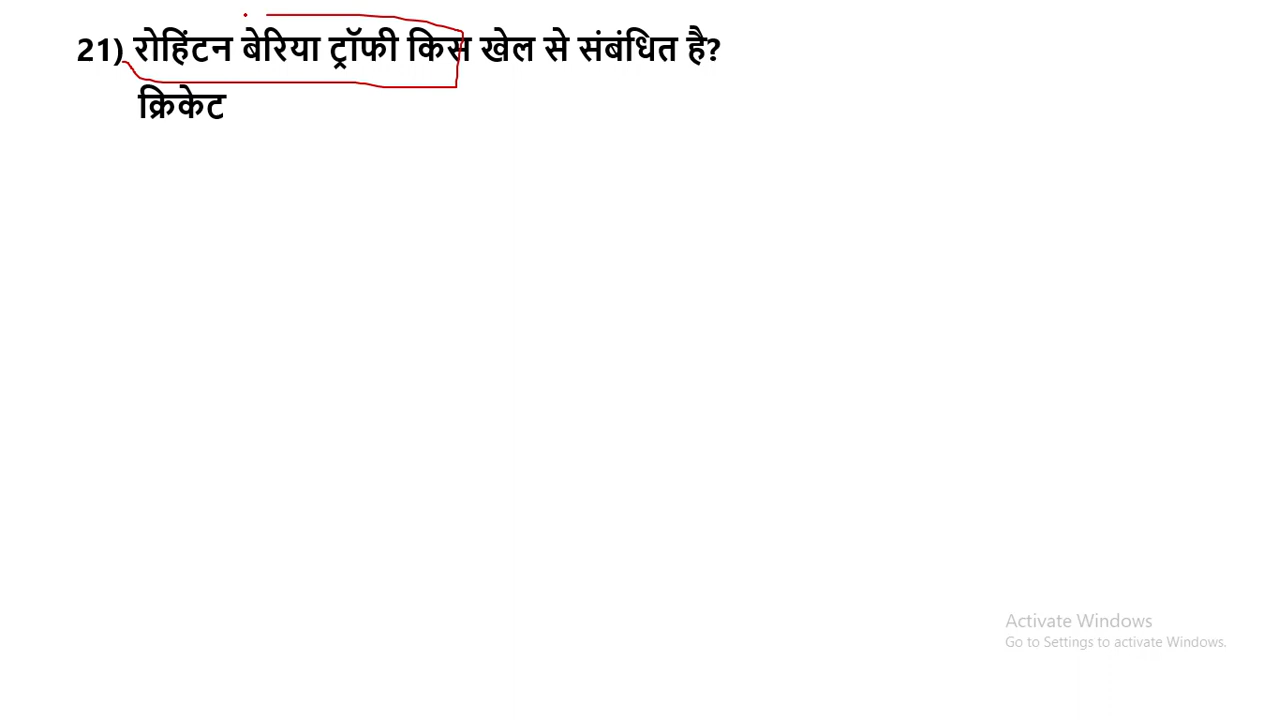 21) रोहिंटन बेरिया ट्रॉफी किस खेल से संबंधित है?
क्रिकेट
Activate Windows
Go to Settings to activate Windows.